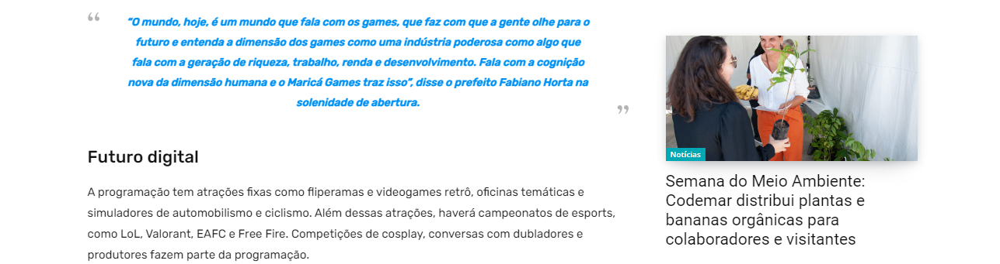 “O mundo, hoje, é um mundo que fala com os games, que faz com que a gente olhe para o
futuro e entenda a dimensão dos games como uma indústria poderosa como algo que
fala com a geração de riqueza, trabalho, renda e desenvolvimento. Fala com a cognição
nova da dimensão humana e o Maricá Games traz isso”, disse o prefeito Fabiano Horta na
solenidade de abertura.
Futuro digital
A programação tem atrações fixas como fliperamas e videogames retrô, oficinas temáticas e
simuladores de automobilismo e ciclismo. Além dessas atrações, haverá campeonatos de esports,
como LoL, Valorant, EAFC e Free Fire. Competições de cosplay, conversas com dubladores e
produtores fazem parte da programação.
Notícias
Semana do Meio Ambiente:
Codemar distribui plantas e
bananas orgânicas para
colaboradores e visitantes